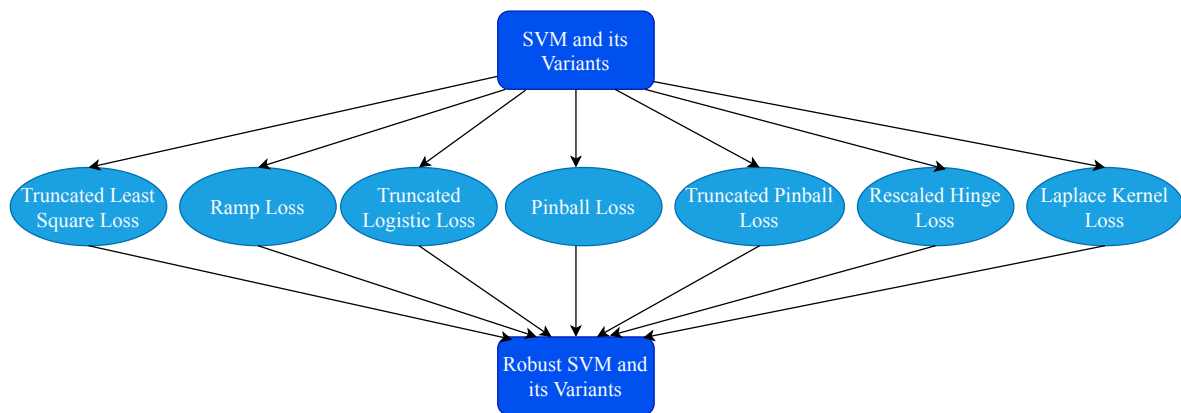 SVM and its
Variants
Truncated Least
Square Loss
Ramp Loss
Truncated
Logistic Loss
Pinball Loss
Truncated Pinball
Loss
Rescaled Hinge
Loss
Laplace Kernel
Loss
Robust SVM and
its Variants